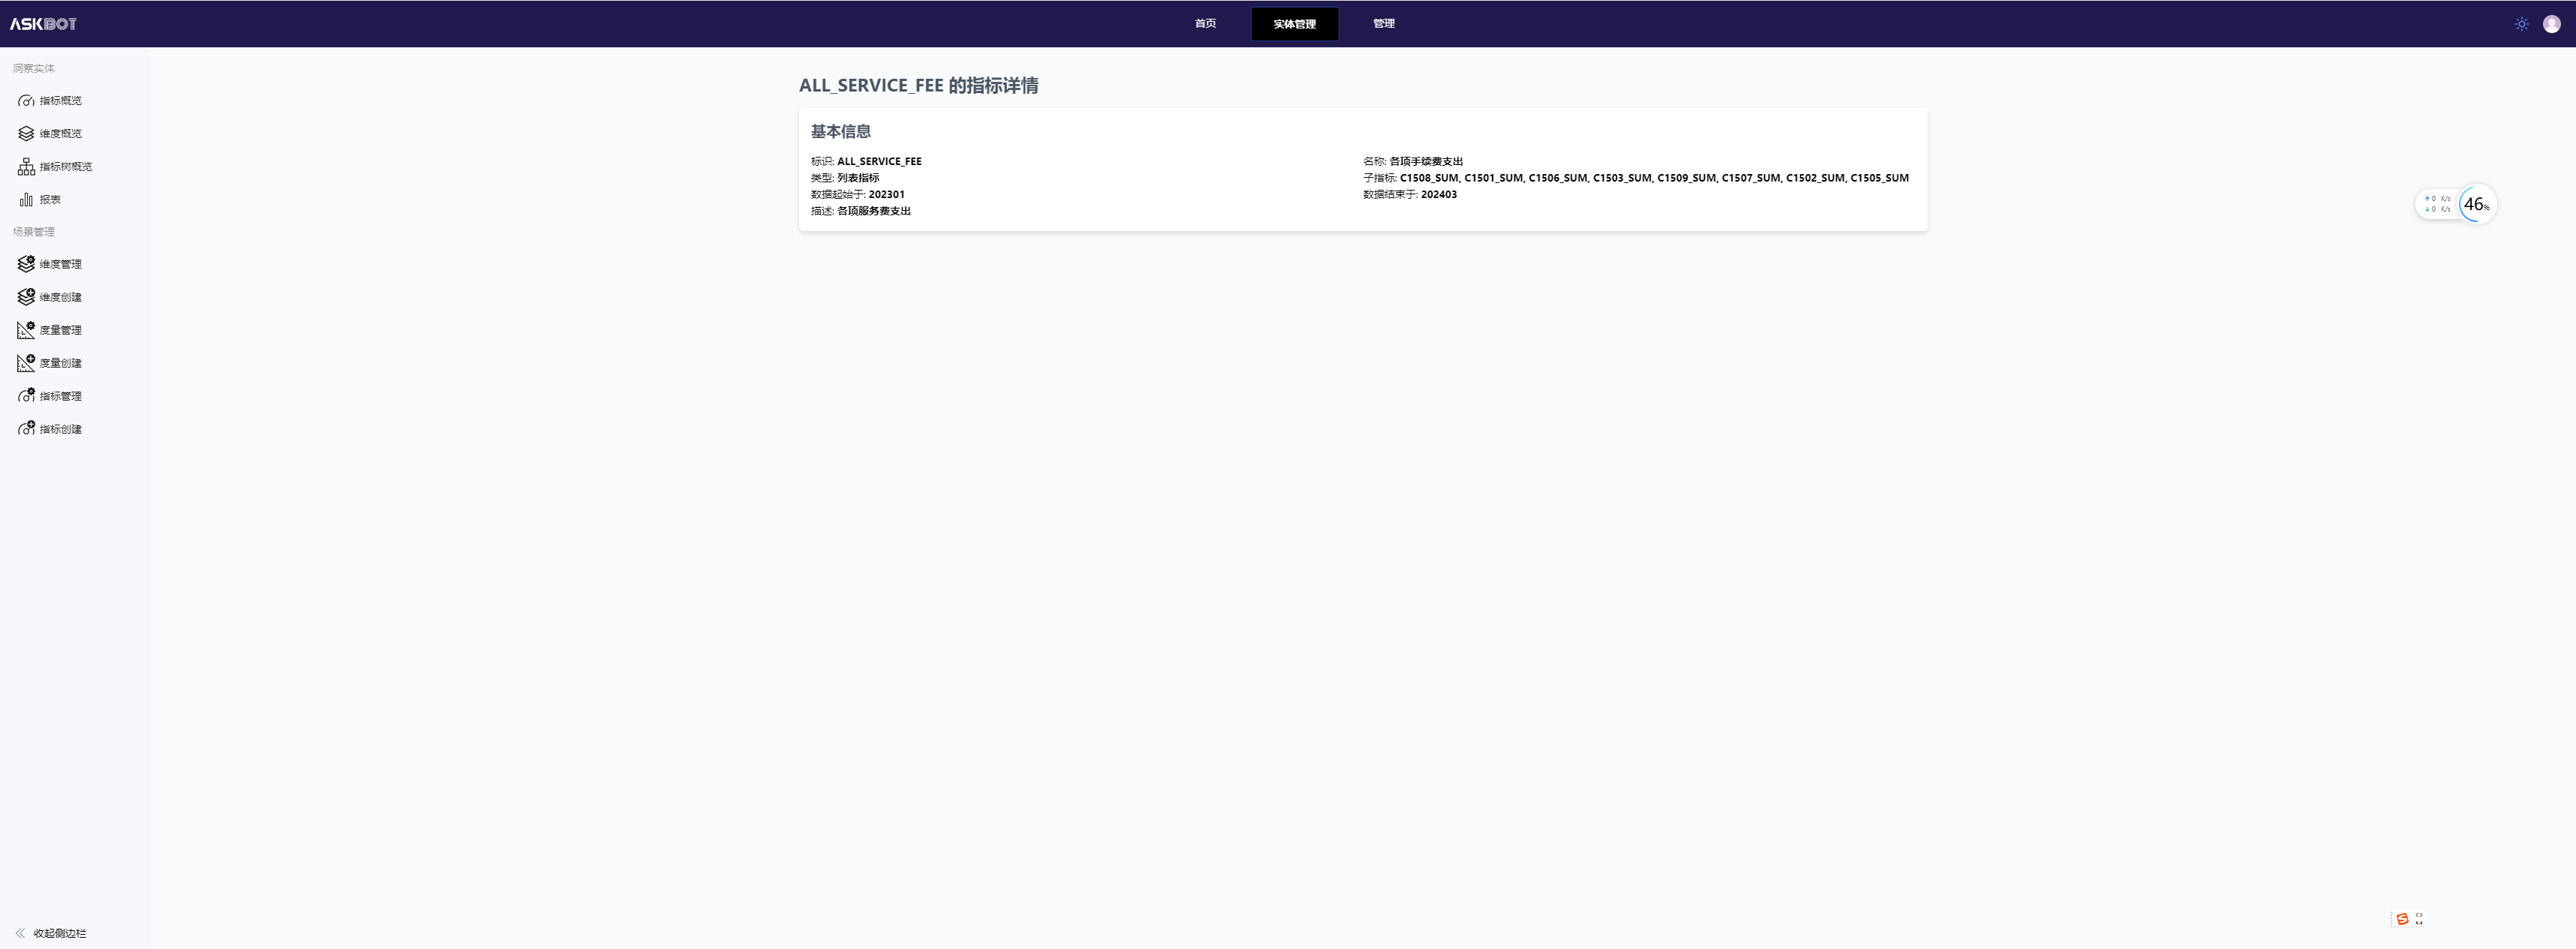 ASKBOT
首页
实体管理
管理
洞察实体
指标概览
维度概览
指标树概览
报表
场景管理
维度管理
维度创建
度量管理
度量创建
指标管理
指标创建
收起侧边栏
ALL_SERVICE_FEE 的指标详情
基本信息
标识: ALL_SERVICE_FEE
名称: 各项手续费支出
类型: 列表指标
子指标: C1508_SUM, C1501_SUM, C1506_SUM, C1503_SUM, C1509_SUM, C1507_SUM, C1502_SUM, C1505_SUM
数据起始于: 202301
数据结束于: 202403
描述: 各项服务费支出
↑ 0 K/s
↓ 0 K/s
46%